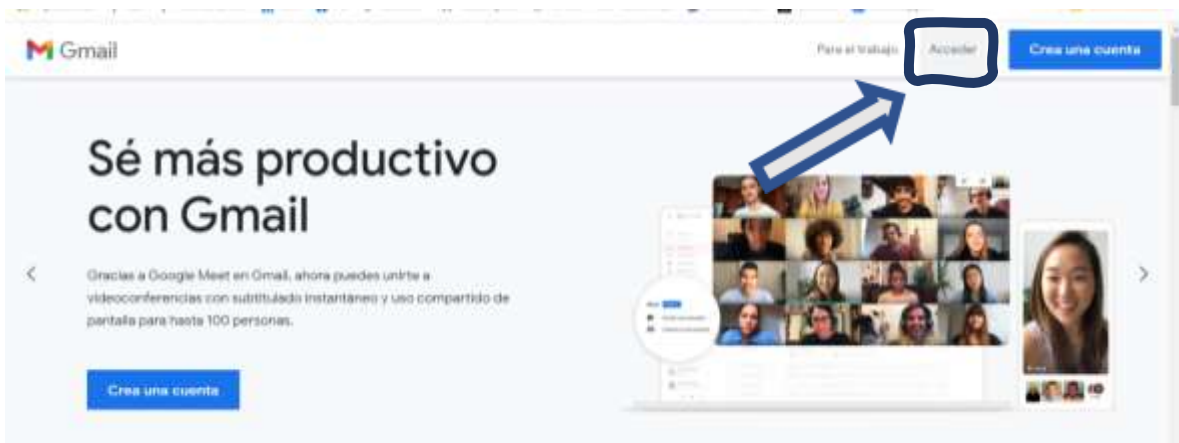 Gmail
Para el trabajo
Acceder
Crea una cuenta
Sé más productivo
con Gmail
Gracias a Google Meet en Gmail, ahora puedes unirte a
videoconferencias con subtitulado instantáneo y uso compartido de
pantalla para hasta 100 personas.
Crea una cuenta